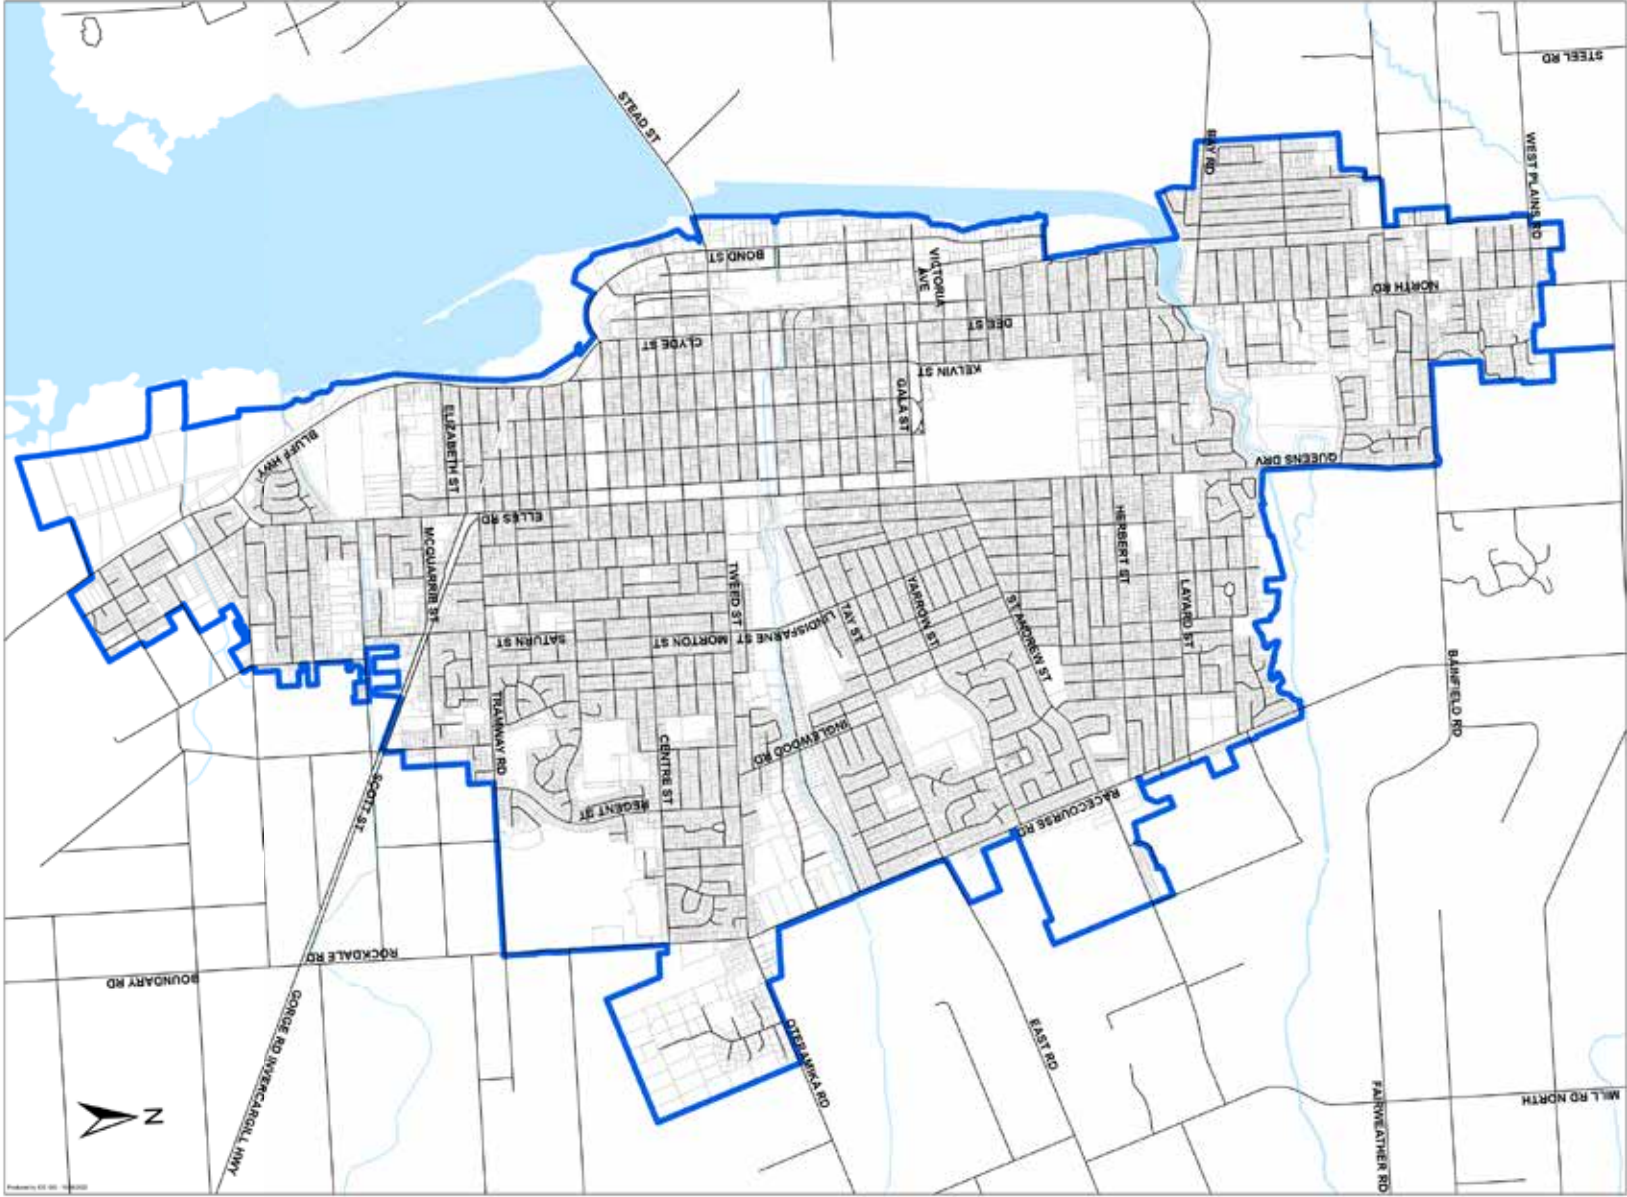 STEEL RD
STEAD ST
BAY RD
WEST PLAINS RD
BOND ST
VICTORIA
AVE
NORTH RD
DEE ST
CLYDE ST
KELVIN ST
GALA ST
ELIZABETH ST
BLUFF HWY
QUEENS DRV
ELLES RD
MCQUARRIE ST
HERBERT ST
TWEED ST
YARROW ST
TAY ST
LINDISFARNE ST
ST ANDREW ST
LAYARD ST
SATURN ST
MORTON ST
BAINFIELD RD
TRAMWAY RD
CENTRE ST
INGLEWOOD RD
REGENT ST
SCOTT ST
RACECOURSE RD
ROCKDALE RD
BOUNDARY RD
GORGE RD INVERCARGILL HWY
OTERAMIKA RD
EAST RD
FAIRWEATHER RD
MILL RD NORTH
N